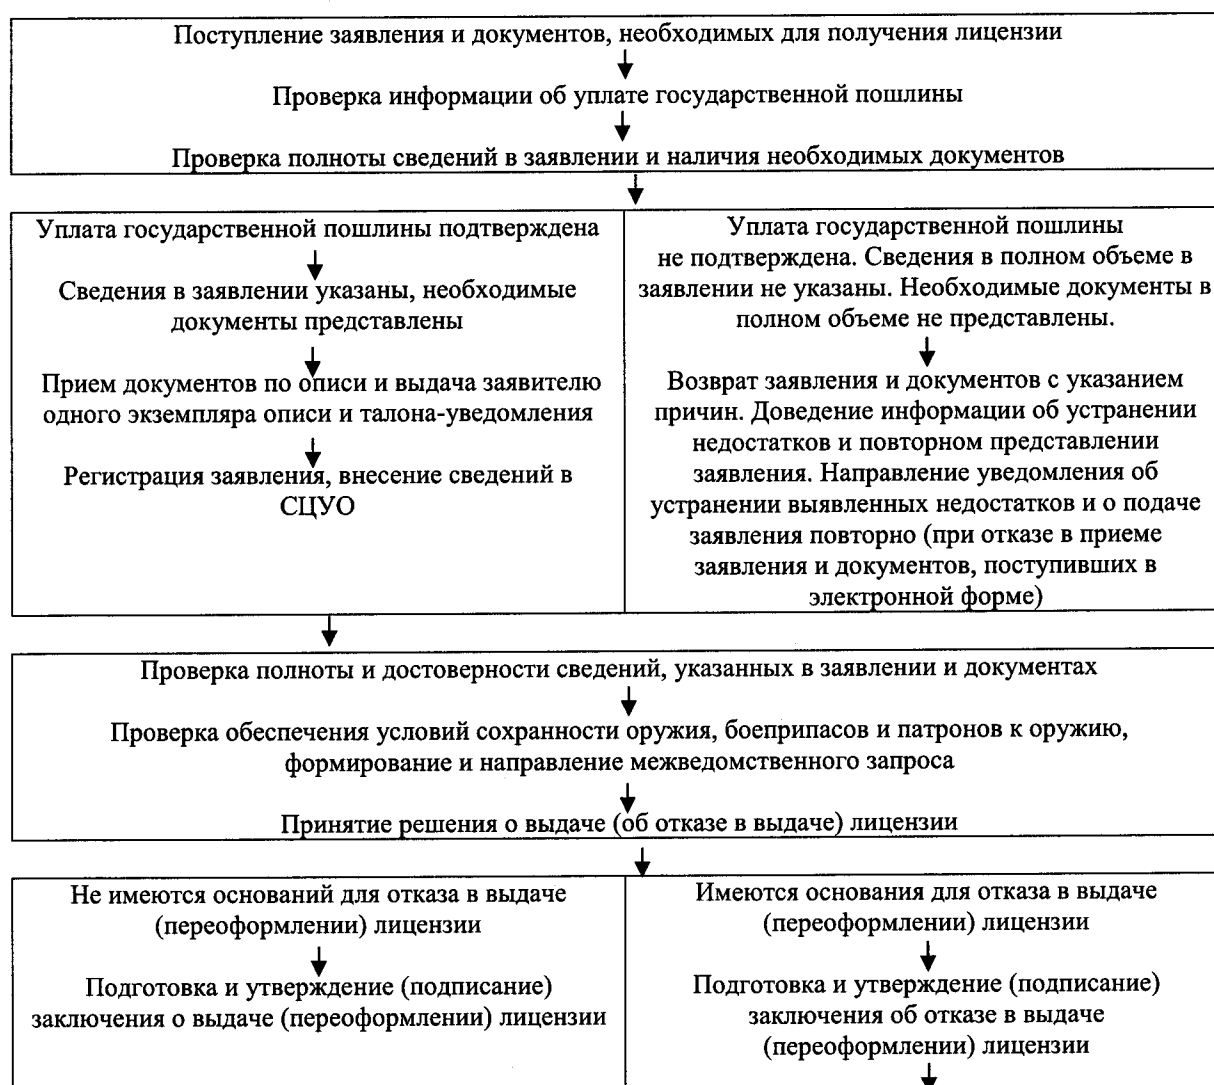 Поступление заявления и документов, необходимых для получения лицензии
Проверка информации об уплате государственной пошлины
Проверка полноты сведений в заявлении и наличия необходимых документов
Уплата государственной пошлины подтверждена
Сведения в заявлении указаны, необходимые
документы представлены
Прием документов по описи и выдача заявителю
одного экземпляра описи и талона-уведомления
Регистрация заявления, внесение сведений в
СЦУО
Уплата государственной пошлины
не подтверждена. Сведения в полном объеме в
заявлении не указаны. Необходимые документы в
полном объеме не представлены.
Возврат заявления и документов с указанием
причин. Доведение информации об устранении
недостатков и повторном представлении
заявления. Направление уведомления об
устранении выявленных недостатков и о подаче
заявления повторно (при отказе в приеме
заявления и документов, поступивших в
электронной форме)
Проверка полноты и достоверности сведений, указанных в заявлении и документах
Проверка обеспечения условий сохранности оружия, боеприпасов и патронов к оружию,
формирование и направление межведомственного запроса
Принятие решения о выдаче (об отказе в выдаче) лицензии
Не имеются оснований для отказа в выдаче
(переоформлении) лицензии
Подготовка и утверждение (подписание)
заключения о выдаче (переоформлении) лицензии
Имеются основания для отказа в выдаче
(переоформлении) лицензии
Подготовка и утверждение (подписание)
заключения об отказе в выдаче
(переоформлении) лицензии